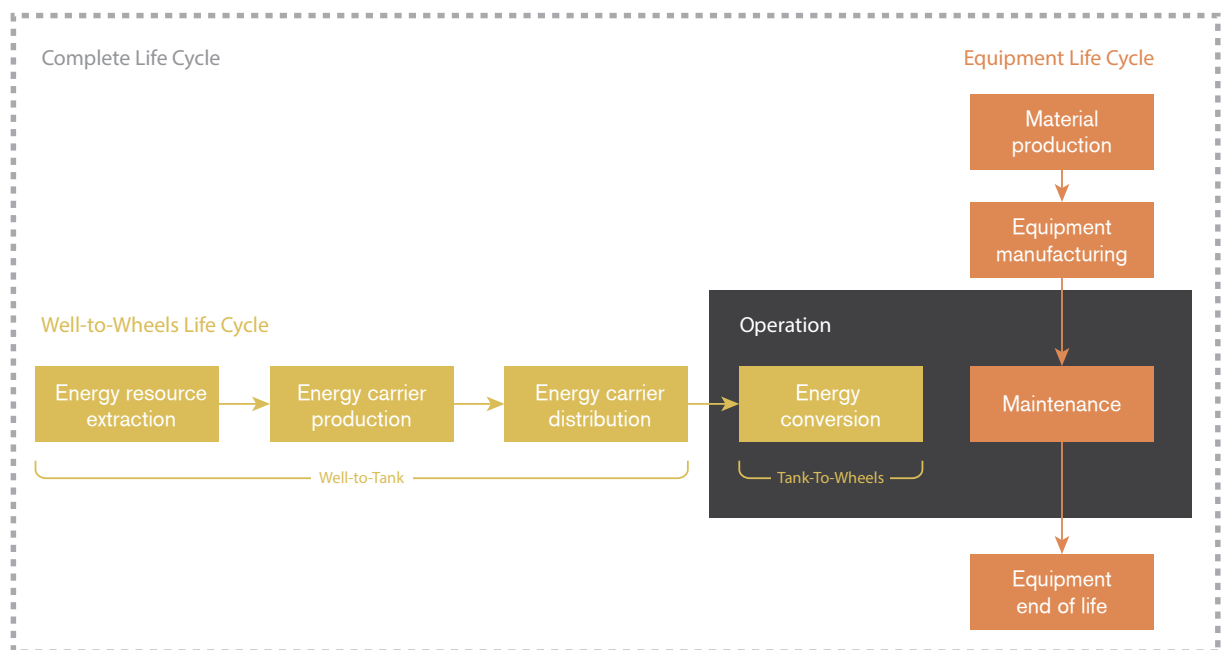 Complete Life Cycle
Equipment Life Cycle
Material
production
Equipment
manufacturing
Well-to-Wheels Life Cycle
Operation
Energy resource
extraction
Energy carrier
production
Energy carrier
distribution
Energy
conversion
Maintenance
Well-to-Tank
Tank-To-Wheels
Equipment
end of life